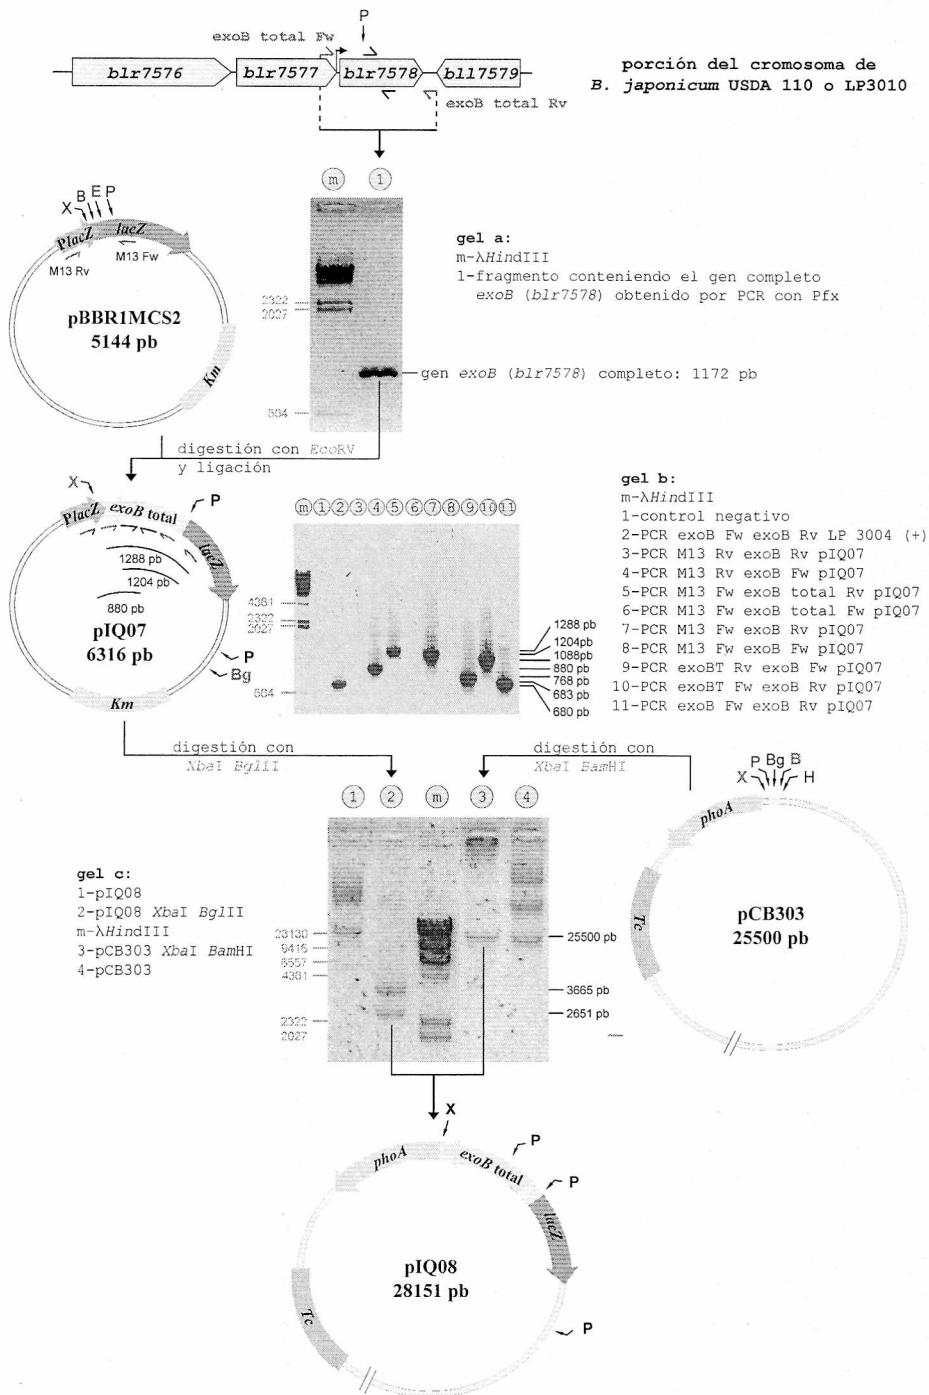 P
exoB total Fw
blr7576
blr7577
blr7578
bll7579
porción del cromosoma de
B. japonicum USDA 110 o LP3010
exoB total Rv
m 1
B E P
X
PlacZ
lacZ
M13 Rv
M13 Fw
pBBR1MCS2
5144 pb
Km
2322
2027
564
gel a:
m-λHindIII
1-fragmento conteniendo el gen completo
exoB (blr7578) obtenido por PCR con Pfx
gen exoB (blr7578) completo: 1172 pb
digestión con EcoRV
y ligación
X
P
PlacZ
exoB total
lacZ
1288 pb
1204 pb
880 pb
pIQ07
6316 pb
P
Bg
Km
m 1 2 3 4 5 6 7 8 9 10 11
4361
2322
2027
564
1288 pb
1204pb
1088pb
880 pb
768 pb
683 pb
680 pb
gel b:
m-λHindIII
1-control negativo
2-PCR exoB Fw exoB Rv LP 3004 (+)
3-PCR M13 Rv exoB Rv pIQ07
4-PCR M13 Rv exoB Fw pIQ07
5-PCR M13 Fw exoB total Rv pIQ07
6-PCR M13 Fw exoB total Fw pIQ07
7-PCR M13 Fw exoB Rv pIQ07
8-PCR M13 Fw exoB Fw pIQ07
9-PCR exoBT Rv exoB Fw pIQ07
10-PCR exoBT Fw exoB Rv pIQ07
11-PCR exoB Fw exoB Rv pIQ07
digestión con
XbaI BglII
digestión con
XbaI BamHI
1 2 m 3 4
gel c:
1-pIQ08
2-pIQ08 XbaI BglII
m-λHindIII
3-pCB303 XbaI BamHI
4-pCB303
23130
9416
6557
4361
2322
2027
25500 pb
3665 pb
2651 pb
P Bg B
X
H
phoA
Tc
pCB303
25500 pb
X
P
P
phoA
exoB total
lacZ
pIQ08
28151 pb
Tc
P